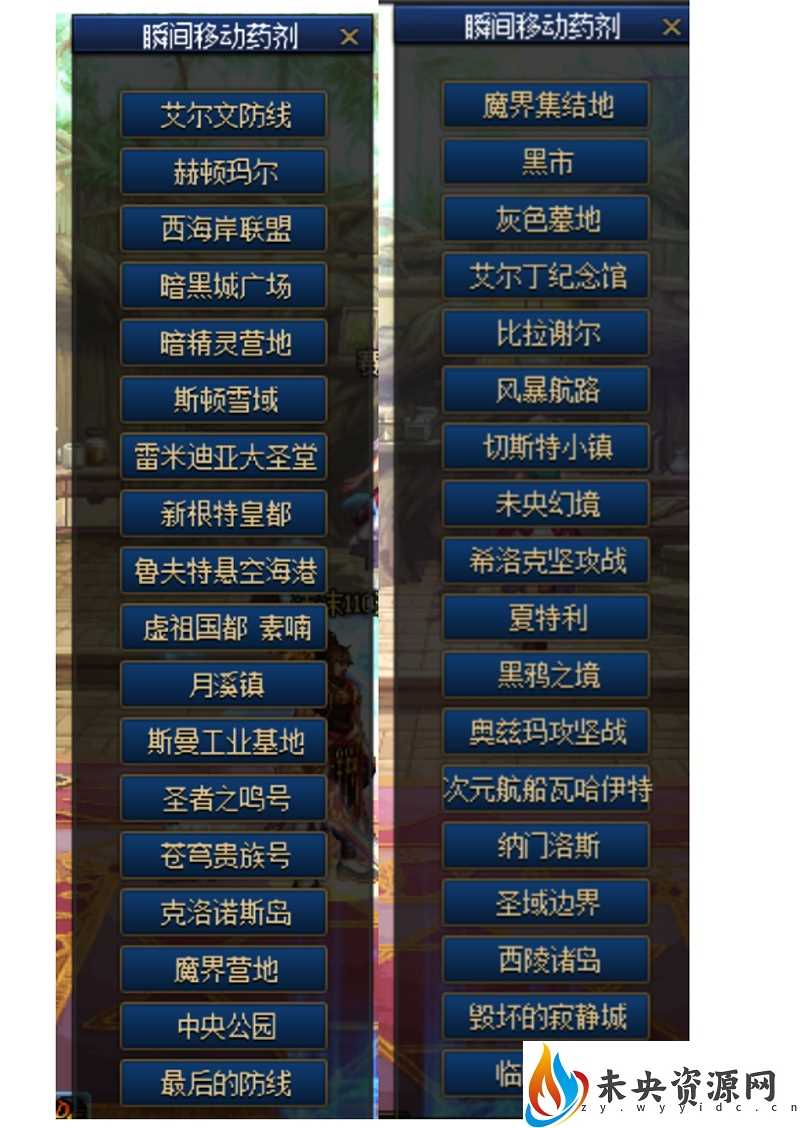 瞬间移动药剂
艾尔文防线
赫顿玛尔
西海岸联盟
暗黑城广场
暗精灵营地
斯顿雪域
雷米迪亚大圣堂
新根特皇都
鲁夫特悬空海港
虚祖国都 素喃
月溪镇
斯曼工业基地
圣者之鸣号
苍穹贵族号
克洛诺斯岛
魔界营地
中央公园
最后的防线
瞬间移动药剂
魔界集结地
黑市
灰色墓地
艾尔丁纪念馆
比拉谢尔
风暴航路
切斯特小镇
未央幻境
希洛克坚攻战
夏特利
黑鸦之境
奥兹玛攻坚战
次元航船瓦哈伊特
纳门洛斯
圣域边界
西陵诸岛
毁坏的寂静城
临
未央资源网
zy.wyyidc.cn